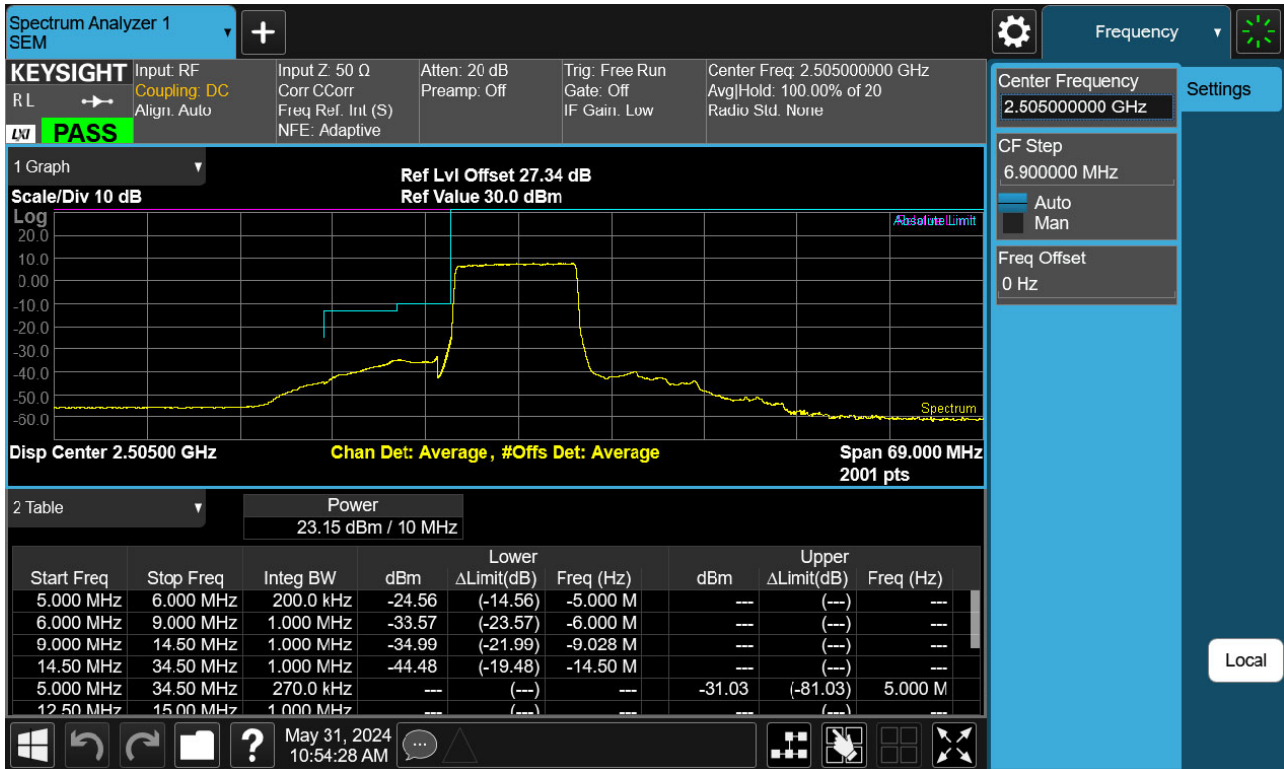 Spectrum Analyzer 1
SEM
+
Frequency
KEYSIGHT
R L
LXI
PASS
Input: RF
Coupling: DC
Align: Auto
Input Z: 50 Ω
Corr CCorr
Freq Ref: Int (S)
NFE: Adaptive
Atten: 20 dB
Preamp: Off
Trig: Free Run
Gate: Off
IF Gain: Low
Center Freq: 2.505000000 GHz
Avg|Hold: 100.00% of 20
Radio Std: None
Center Frequency
2.505000000 GHz
Settings
CF Step
6.900000 MHz
Auto
Man
Freq Offset
0 Hz
1 Graph
Scale/Div 10 dB
Ref Lvl Offset 27.34 dB
Ref Value 30.0 dBm
Log
20.0
10.0
0.00
-10.0
-20.0
-30.0
-40.0
-50.0
-60.0
Limit
Spectrum
Disp Center 2.50500 GHz
Chan Det: Average, #Offs Det: Average
Span 69.000 MHz
2001 pts
2 Table
Power
23.15 dBm / 10 MHz
Lower Upper
Start Freq Stop Freq Integ BW dBm ΔLimit(dB) Freq (Hz) dBm ΔLimit(dB) Freq (Hz)
5.000 MHz 6.000 MHz 200.0 kHz -24.56 (-14.56) -5.000 M --- (---) ---
6.000 MHz 9.000 MHz 1.000 MHz -33.57 (-23.57) -6.000 M --- (---) ---
9.000 MHz 14.50 MHz 1.000 MHz -34.99 (-21.99) -9.028 M --- (---) ---
14.50 MHz 34.50 MHz 1.000 MHz -44.48 (-19.48) -14.50 M --- (---) ---
5.000 MHz 34.50 MHz 270.0 kHz --- (---) --- -31.03 (-81.03) 5.000 M
12.50 MHz 15.00 MHz 1.000 MHz --- (---) --- --- (---) ---
Local
?
May 31, 2024
10:54:28 AM